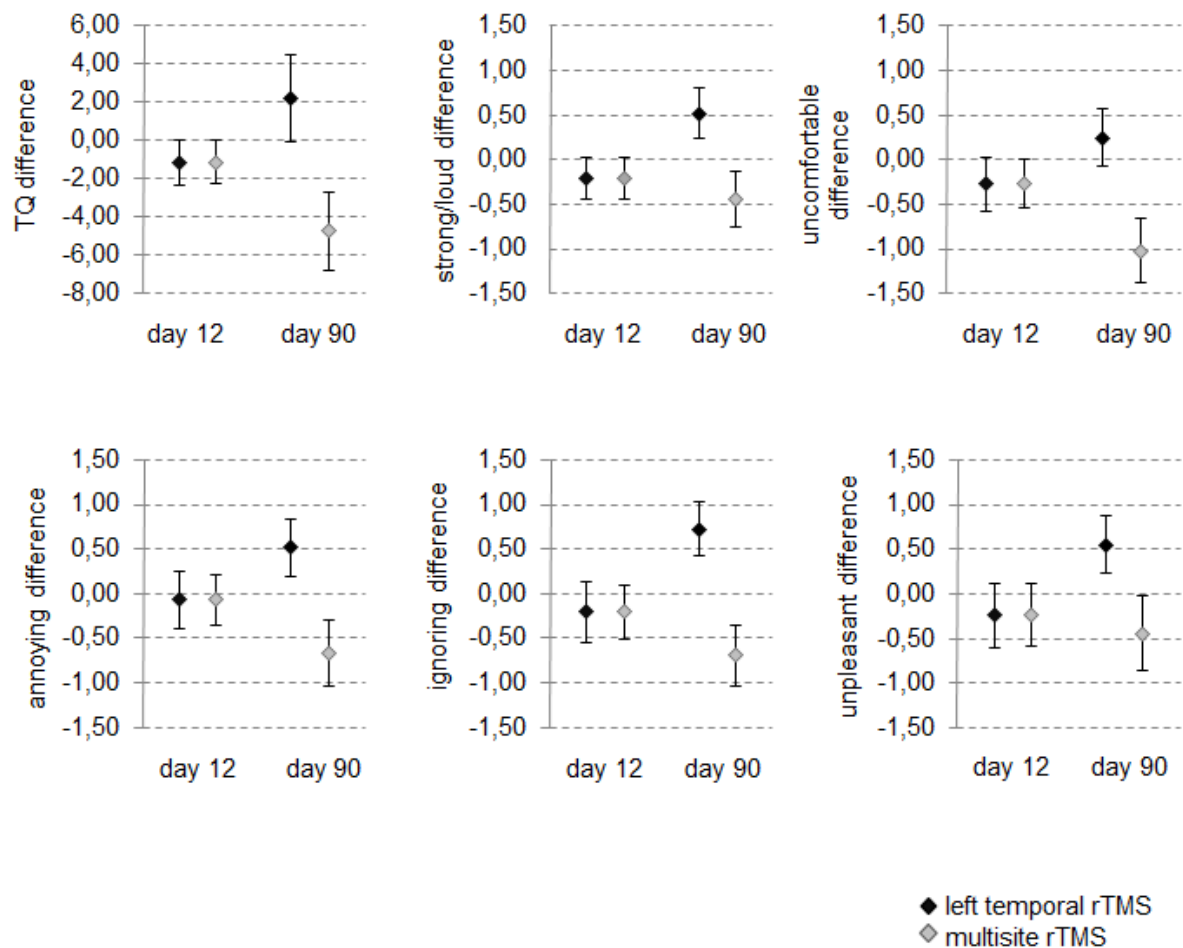 TQ difference
6,00
4,00
2,00
0,00
-2,00
-4,00
-6,00
-8,00
day 12
day 90
strong/loud difference
1,50
1,00
0,50
0,00
-0,50
-1,00
-1,50
day 12
day 90
uncomfortable
difference
1,50
1,00
0,50
0,00
-0,50
-1,00
-1,50
day 12
day 90
annoying difference
1,50
1,00
0,50
0,00
-0,50
-1,00
-1,50
day 12
day 90
ignoring difference
1,50
1,00
0,50
0,00
-0,50
-1,00
-1,50
day 12
day 90
unpleasant difference
1,50
1,00
0,50
0,00
-0,50
-1,00
-1,50
day 12
day 90
left temporal rTMS
multisite rTMS